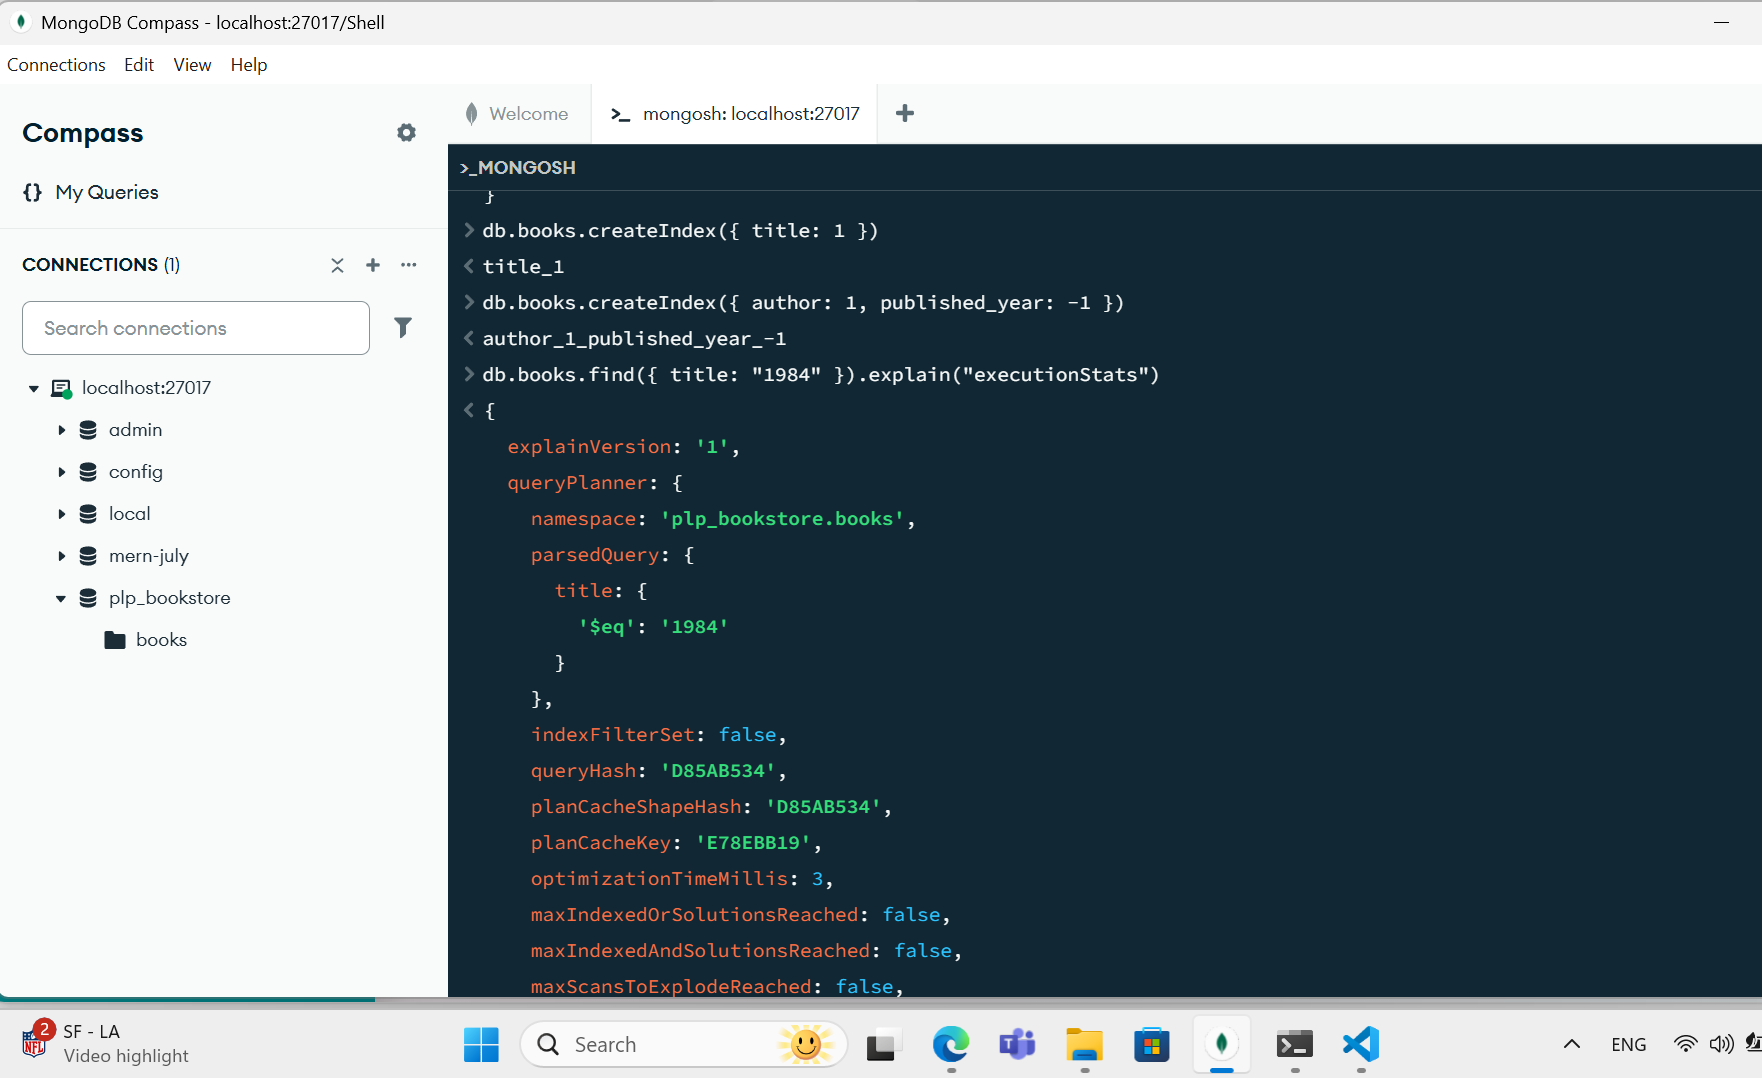 MongoDB Compass - localhost:27017/Shell
Connections Edit View Help
Compass
{} My Queries
CONNECTIONS (1)
Search connections
localhost:27017
admin
config
local
mern-july
plp_bookstore
books
Welcome
>_ mongosh: localhost:27017
>_MONGOSH
}
> db.books.createIndex({ title: 1 })
< title_1
> db.books.createIndex({ author: 1, published_year: -1 })
< author_1_published_year_-1
> db.books.find({ title: "1984" }).explain("executionStats")
< {
explainVersion: '1',
queryPlanner: {
namespace: 'plp_bookstore.books',
parsedQuery: {
title: {
'$eq': '1984'
}
},
indexFilterSet: false,
queryHash: 'D85AB534',
planCacheShapeHash: 'D85AB534',
planCacheKey: 'E78EBB19',
optimizationTimeMillis: 3,
maxIndexedOrSolutionsReached: false,
maxIndexedAndSolutionsReached: false,
maxScansToExplodeReached: false,
2
NFL
SF - LA
Video highlight
Search
ENG